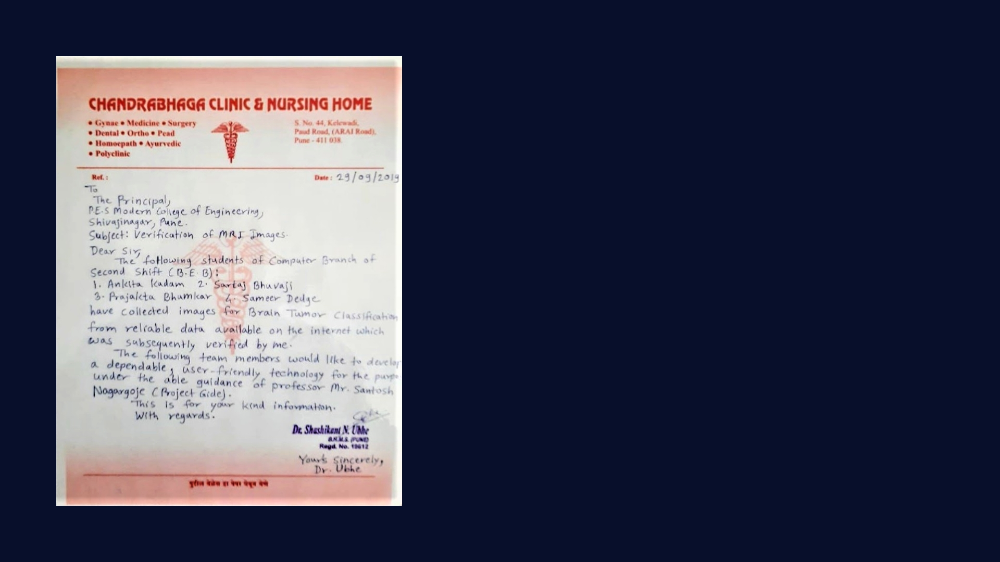 CHANDRABHAGA CLINIC & NURSING HOME
• Gynae • Medicine • Surgery
• Dental • Ortho • Pead
• Homoepath • Ayurvedic
• Polyclinic
S. No. 44, Kelewadi,
Paud Road, (ARAI Road),
Pune - 411 038.
Ref. :
Date : 29/09/2019
To
The Principal,
P.E.S Modern College of Engineering,
Shivajinagar, Pune.
Subject: Verification of MRI Images.
Dear Sir,
The following students of Computer Branch of
Second Shift (B.E.B):
1. Ankita Kadam 2. Sartaj Bhuvaji
3. Prajakta Bhumkar 4. Sameer Dedge
have collected images for Brain Tumor Classification
from reliable data available on the internet which
was subsequently verified by me.
The following team members would like to develop
a dependable, user-friendly technology for the purpo
under the able guidance of professor Mr. Santosh
Nagargoje (Project Gide).
This is for your kind information.
With regards.
Dr. Shashikant N. Ubhe
B.H.M.S. (PUNE)
Regd. No. 19612
Yours Sincerely,
Dr. Ubhe
पुढील वेळेस हा पेपर घेवून येणे